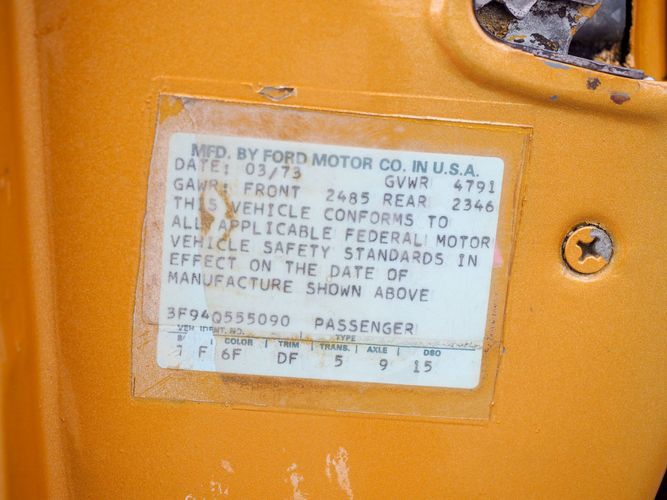 MFD. BY FORD MOTOR CO. IN U.S.A.
DATE: 03/73 GVWR 4791
GAWR: FRONT 2485 REAR 2346
THIS VEHICLE CONFORMS TO
ALL APPLICABLE FEDERAL MOTOR
VEHICLE SAFETY STANDARDS IN
EFFECT ON THE DATE OF
MANUFACTURE SHOWN ABOVE
3F94Q555090 PASSENGER
VEH. IDENT. NO. TYPE
COLOR TRIM TRANS. AXLE DSO
F 6F DF 5 9 15